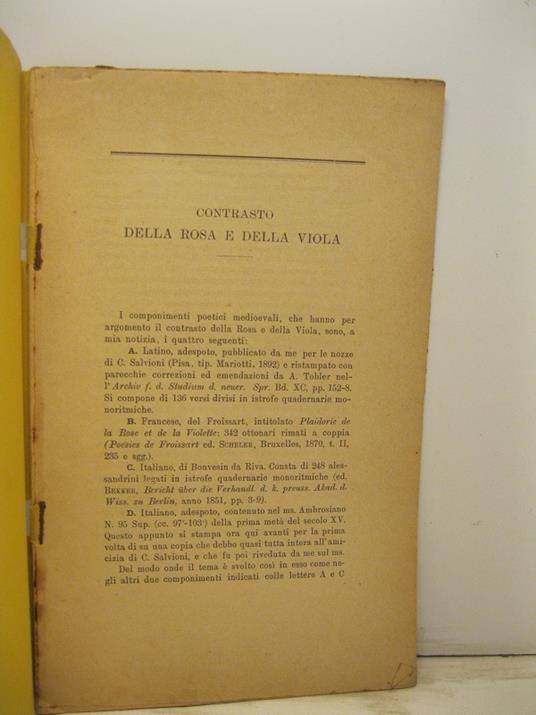 CONTRASTO
DELLA ROSA E DELLA VIOLA
I componimenti poetici medioevali, che hanno per
argomento il contrasto della Rosa e della Viola, sono, a
mia notizia, i quattro seguenti:
A. Latino, adespoto, pubblicato da me per le nozze
di C. Salvioni (Pisa, tip. Mariotti, 1892) e ristampato con
parecchie correzioni ed emendazioni da A. Tobler nel-
l'Archiv f. d. Studium d. neuer. Spr. Bd. XC, pp. 152-8.
Si compone di 136 versi divisi in istrofe quadernarie mo-
noritmiche.
B. Francese, del Froissart, intitolato Plaidorie de
la Rose et de la Violette: 342 ottonari rimati a coppia
(Poésies de Froissart ed. SCHELER, Bruxelles, 1870, t. II,
235 e sgg.).
C. Italiano, di Bonvesin da Riva. Consta di 248 ales-
sandrini legati in istrofe quadernarie monoritmiche (ed.
BEKKER, Bericht über die Verhandl. d. k. preuss. Akad. d.
Wiss. zu Berlin, anno 1851, pp. 3-9).
D. Italiano, adespoto, contenuto nel ms. Ambrosiano
N. 95 Sup. (cc. 97ᵛ-103ᵛ) della prima metà del secolo XV.
Questo appunto si stampa ora qui avanti per la prima
volta di su una copia che debbo quasi tutta intera all'ami-
cizia di C. Salvioni, e che fu poi riveduta da me sul ms.
Del modo onde il tema è svolto così in esso come ne-
gli altri due componimenti indicati colle lettere A e C